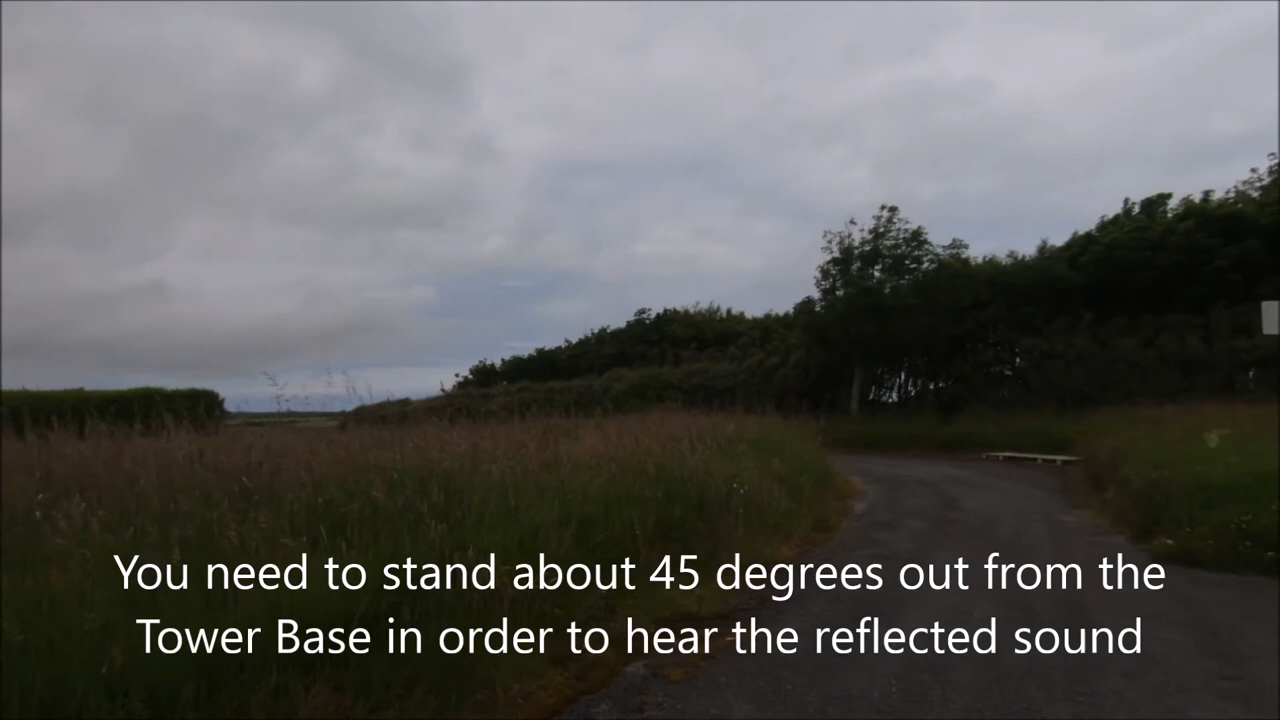 You need to stand about 45 degrees out from the
Tower Base in order to hear the reflected sound